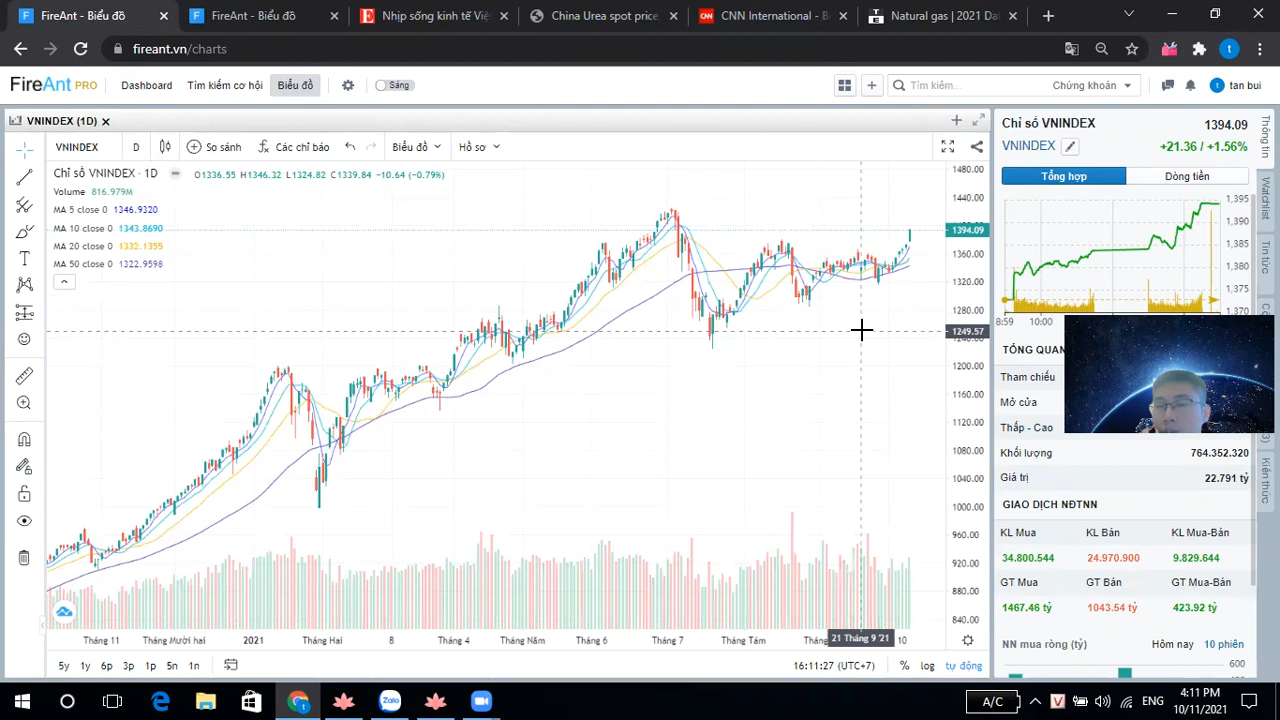 FireAnt - Biểu đồ
FireAnt - Biểu đồ
Nhịp sống kinh tế Việ
China Urea spot price
CNN CNN International - B
Natural gas | 2021 Da
fireant.vn/charts
FireAnt PRO
Dashboard
Tìm kiếm cơ hội
Biểu đồ
Sáng
Tìm kiếm...
Chứng khoán
tan bui
VNINDEX (1D)
VNINDEX
D
So sánh
Các chỉ báo
Biểu đồ
Hồ sơ
Chỉ số VNINDEX · 1D
O1336.55 H1346.32 L1324.82 C1339.84 -10.64 (-0.79%)
Volume 816.979M
MA 5 close 0 1346.9320
MA 10 close 0 1343.8690
MA 20 close 0 1332.1355
MA 50 close 0 1322.9598
1480.00
1440.00
1394.09
1360.00
1320.00
1280.00
1249.57
1200.00
1160.00
1120.00
1080.00
1040.00
1000.00
960.00
920.00
880.00
840.00
Tháng 11
Tháng Mười hai
2021
Tháng Hai
8
Tháng 4
Tháng Năm
Tháng 6
Tháng 7
Tháng Tám
21 Tháng 9 '21
10
5y
1y
6p
3p
1p
5n
1n
16:11:27 (UTC+7)
%
log
tự động
Chỉ số VNINDEX
1394.09
VNINDEX
+21.36 / +1.56%
Tổng hợp
Dòng tiền
1,395
1,390
1,385
1,380
1,375
1,370
8:59
10:00
TỔNG QUAN
Tham chiếu
Mở cửa
Thấp - Cao
Khối lượng
764.352.320
Giá trị
22.791 tỷ
GIAO DỊCH NĐTNN
KL Mua
KL Bán
KL Mua-Bán
34.800.544
24.970.900
9.829.644
GT Mua
GT Bán
GT Mua-Bán
1467.46 tỷ
1043.54 tỷ
423.92 tỷ
NN mua ròng (tỷ)
Hôm nay
10 phiên
600
Thông tin
Watchlist
Tin tức
Kiến thức
A/C
ENG
4:11 PM
10/11/2021